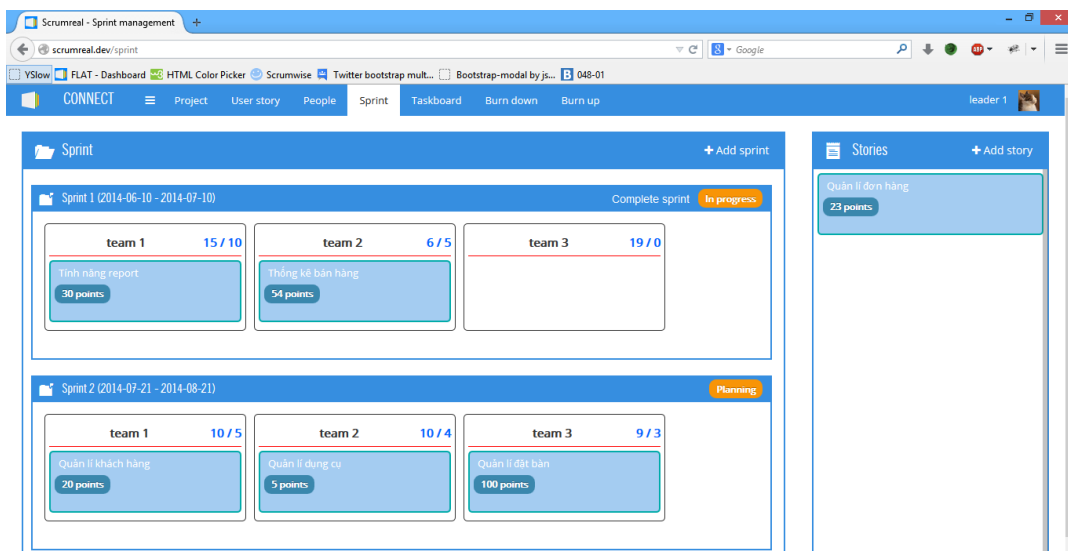 Scrumreal - Sprint management
scrumreal.dev/sprint
Google
YSlow FLAT - Dashboard HTML Color Picker Scrumwise Twitter bootstrap mult... Bootstrap-modal by js... 048-01
CONNECT Project User story People Sprint Taskboard Burn down Burn up leader 1
Sprint + Add sprint
Sprint 1 (2014-06-10 - 2014-07-10) Complete sprint In progress
team 1 15 / 10
Tính năng report
30 points
team 2 6 / 5
Thống kê bán hàng
54 points
team 3 19 / 0
Sprint 2 (2014-07-21 - 2014-08-21) Planning
team 1 10 / 5
Quản lí khách hàng
20 points
team 2 10 / 4
Quản lí dụng cụ
5 points
team 3 9 / 3
Quản lí đặt bàn
100 points
Stories + Add story
Quản lí đơn hàng
23 points